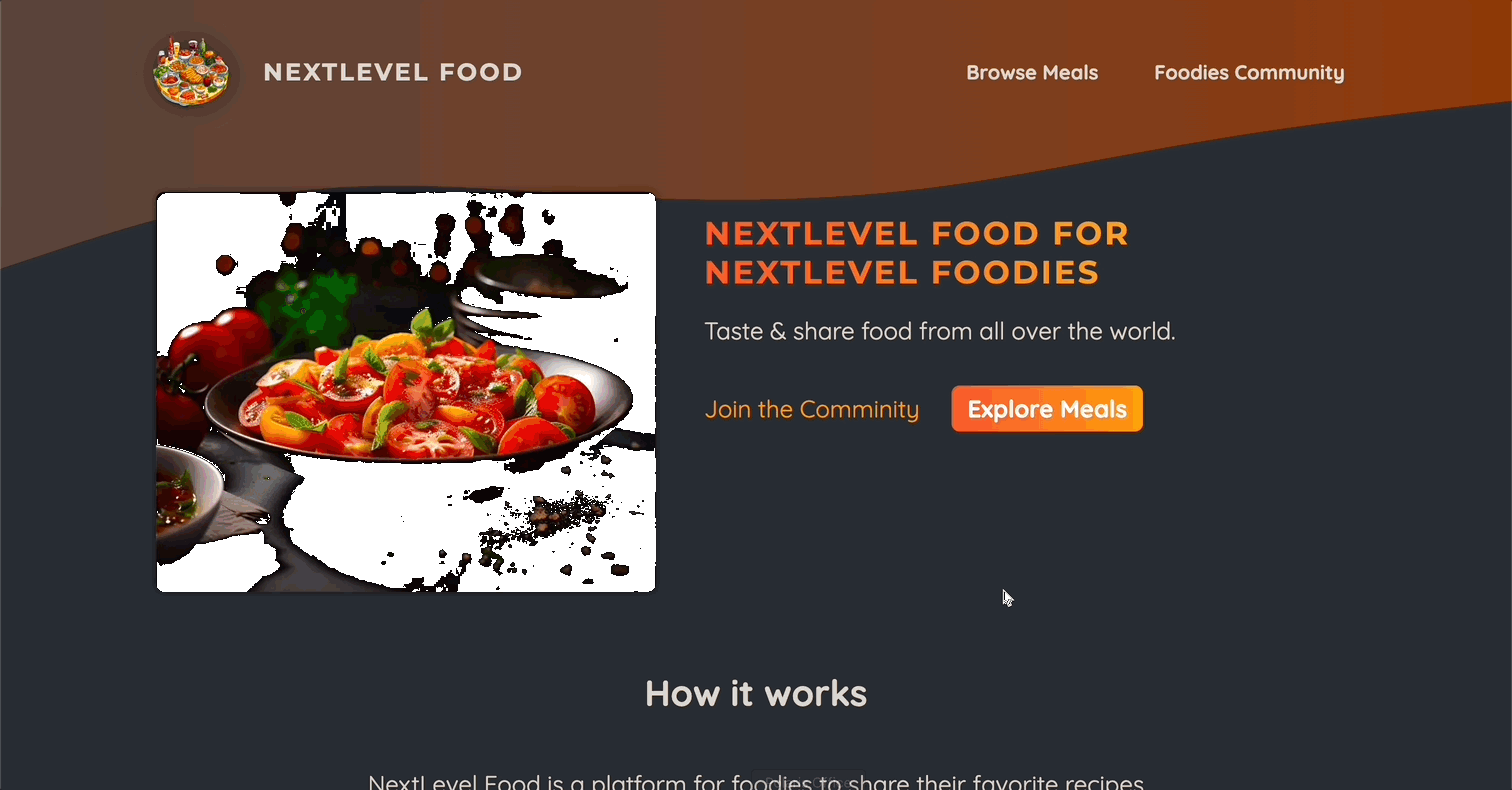 NEXTLEVEL FOOD
Browse Meals
Foodies Community
NEXTLEVEL FOOD FOR
NEXTLEVEL FOODIES
Taste & share food from all over the world.
Join the Comminity
Explore Meals
How it works
NextLevel Food is a platform for foodies to share their favorite recipes